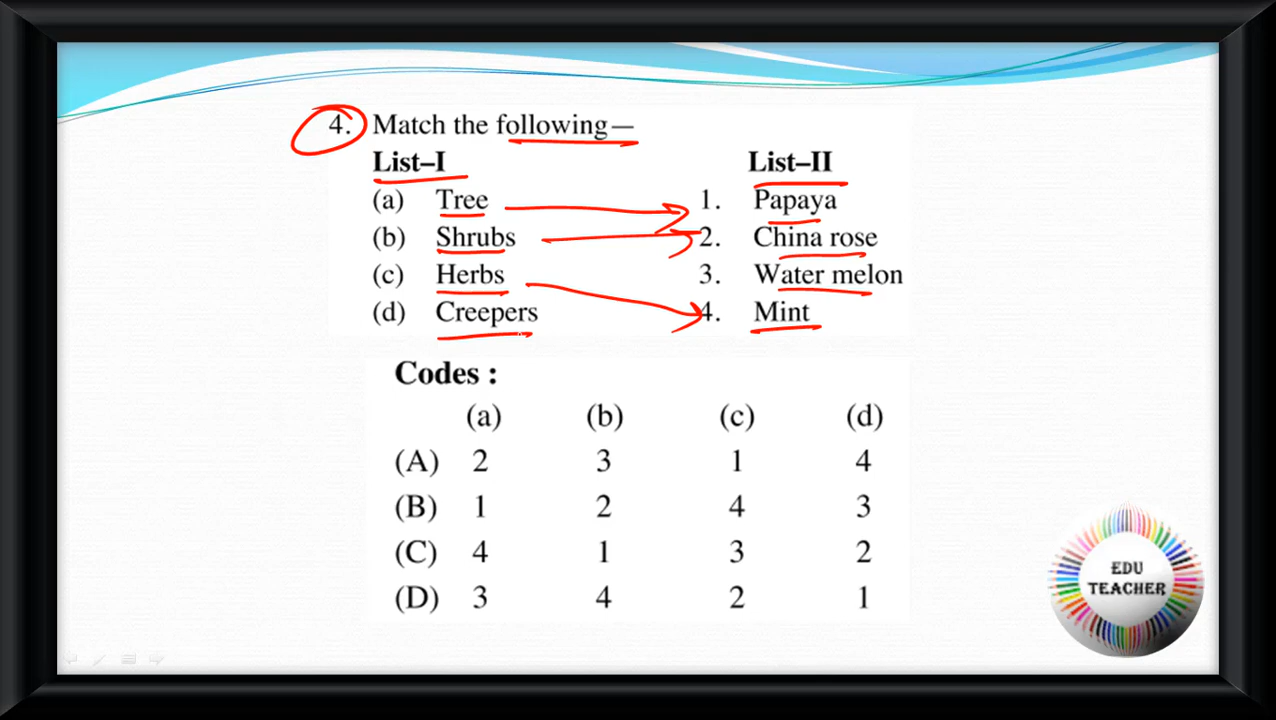 4. Match the following—
List–I List–II
(a) Tree 1. Papaya
(b) Shrubs 2. China rose
(c) Herbs 3. Water melon
(d) Creepers 4. Mint
Codes :
(a) (b) (c) (d)
(A) 2 3 1 4
(B) 1 2 4 3
(C) 4 1 3 2
(D) 3 4 2 1
EDU
TEACHER